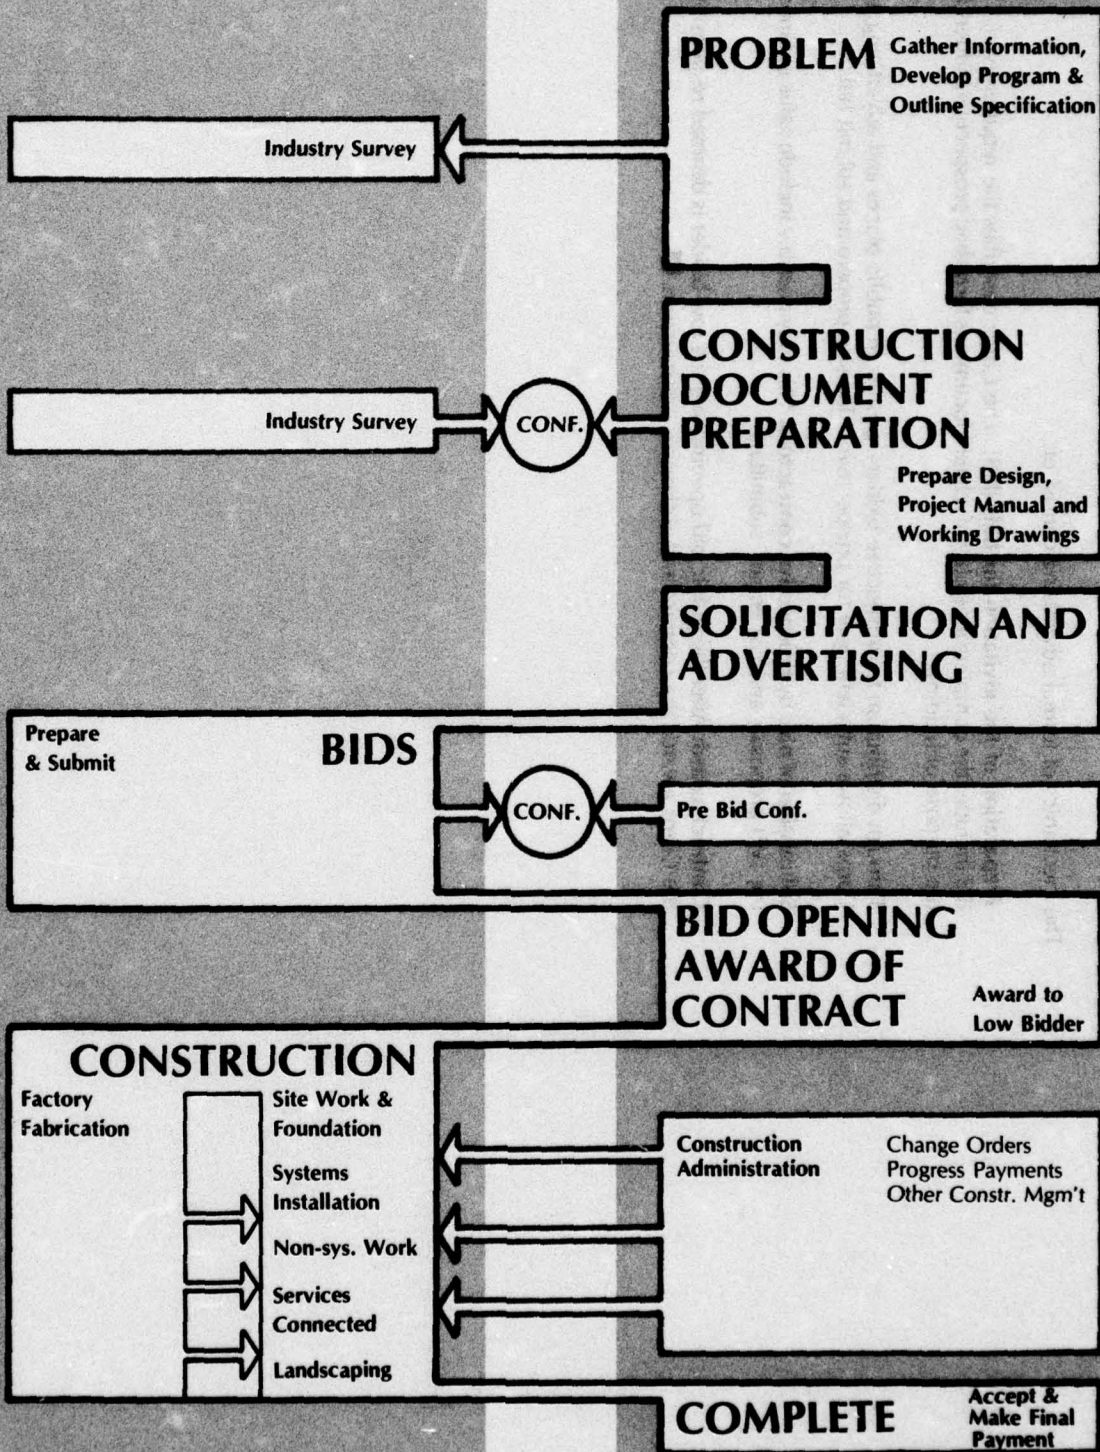 PROBLEM
Gather Information,
Develop Program &
Outline Specification
Industry Survey
CONSTRUCTION
DOCUMENT
PREPARATION
Prepare Design,
Project Manual and
Working Drawings
Industry Survey
CONF.
SOLICITATION AND
ADVERTISING
Prepare
& Submit
BIDS
CONF.
Pre Bid Conf.
BID OPENING
AWARD OF
CONTRACT
Award to
Low Bidder
CONSTRUCTION
Factory
Fabrication
Site Work &
Foundation
Systems
Installation
Non-sys. Work
Services
Connected
Landscaping
Construction
Administration
Change Orders
Progress Payments
Other Constr. Mgm't
COMPLETE
Accept &
Make Final
Payment